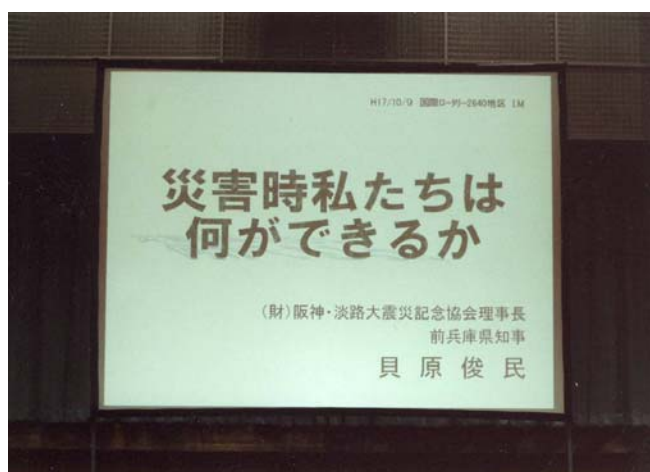 H17/10/9 国際ロータリー2640地区 IM
災害時私たちは
何ができるか
(財)阪神・淡路大震災記念協会理事長
前兵庫県知事
貝原俊民